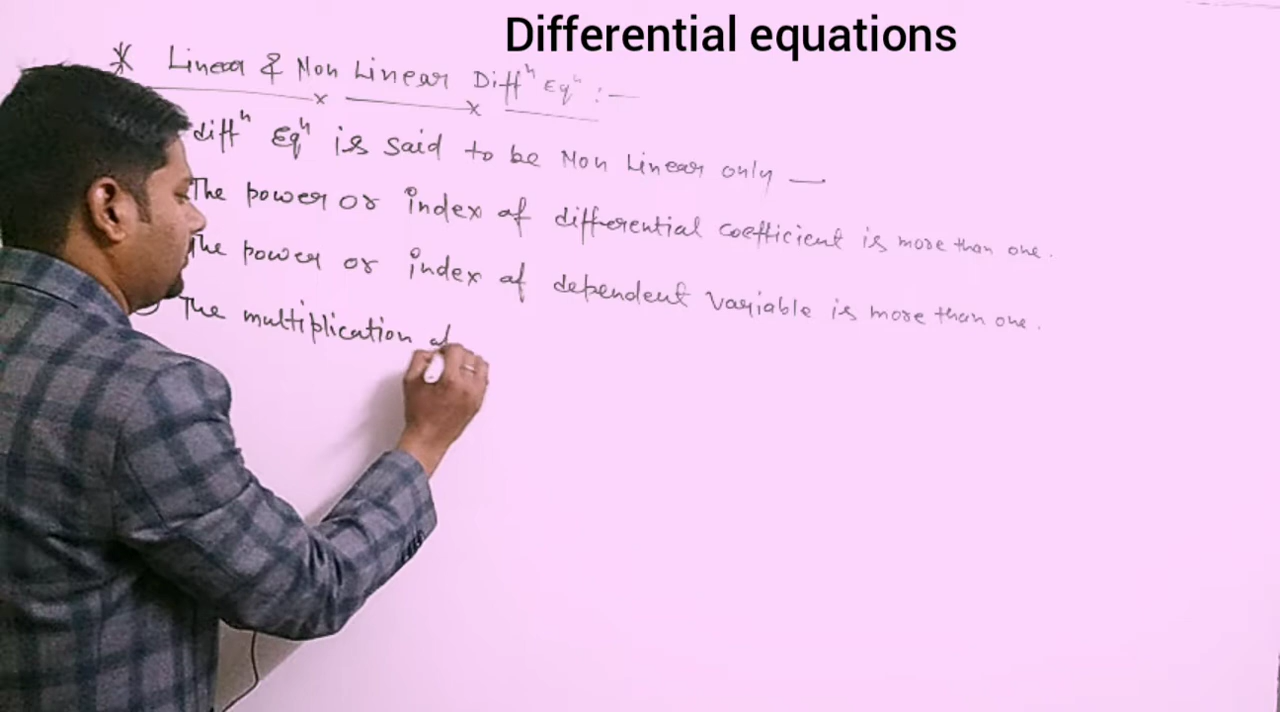 Differential equations
* Linear & Non Linear Diffⁿ Eqⁿ :—
diffⁿ Eqⁿ is said to be Non Linear only —
The power or index of differential coefficient is more than one.
The power or index of dependent variable is more than one.
The multiplication of